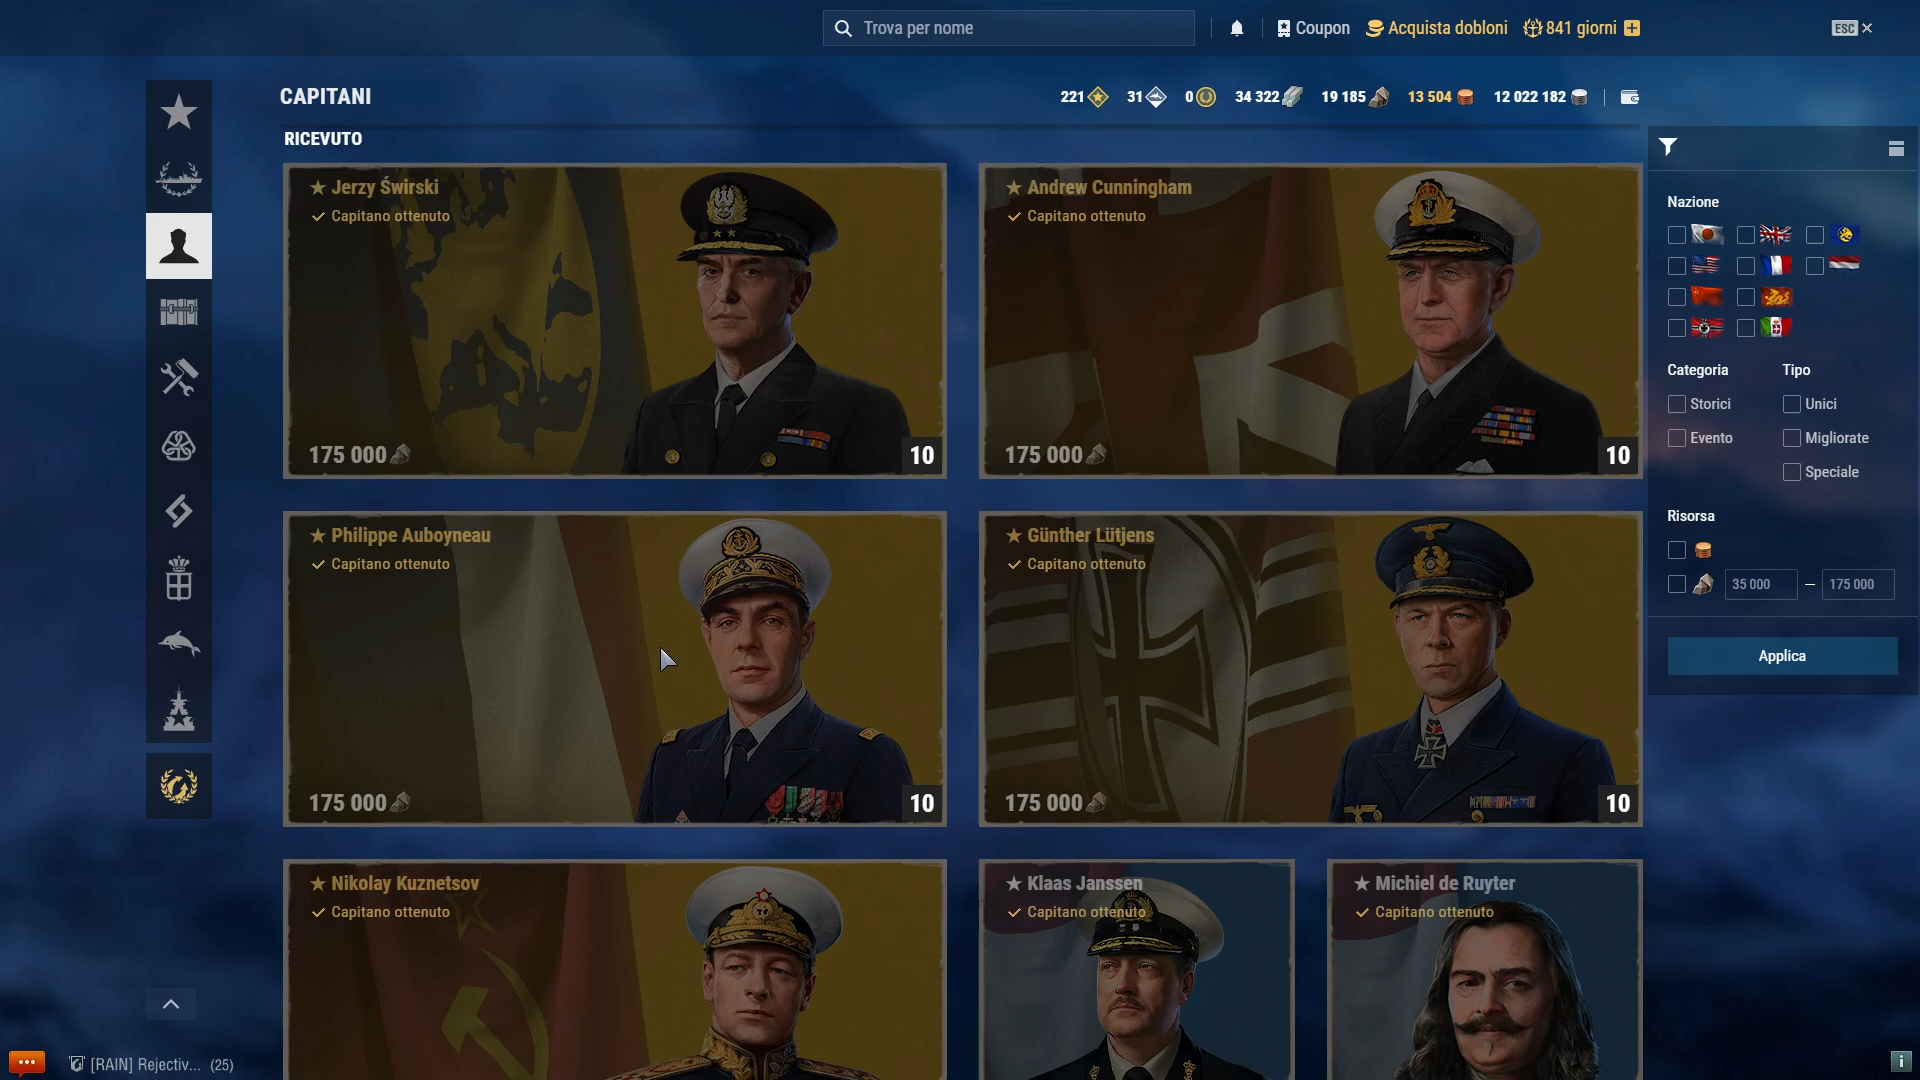 Trova per nome
Coupon
Acquista dobloni
841 giorni
ESC
CAPITANI
221
31
0
34 322
19 185
13 504
12 022 182
RICEVUTO
Jerzy Świrski
Capitano ottenuto
175 000
10
Andrew Cunningham
Capitano ottenuto
175 000
10
Philippe Auboyneau
Capitano ottenuto
175 000
10
Günther Lütjens
Capitano ottenuto
175 000
10
Nikolay Kuznetsov
Capitano ottenuto
Klaas Janssen
Capitano ottenuto
Michiel de Ruyter
Capitano ottenuto
Nazione
Categoria
Tipo
Storici
Unici
Evento
Migliorate
Speciale
Risorsa
35 000 – 175 000
Applica
[RAIN] Rejectiv... (25)